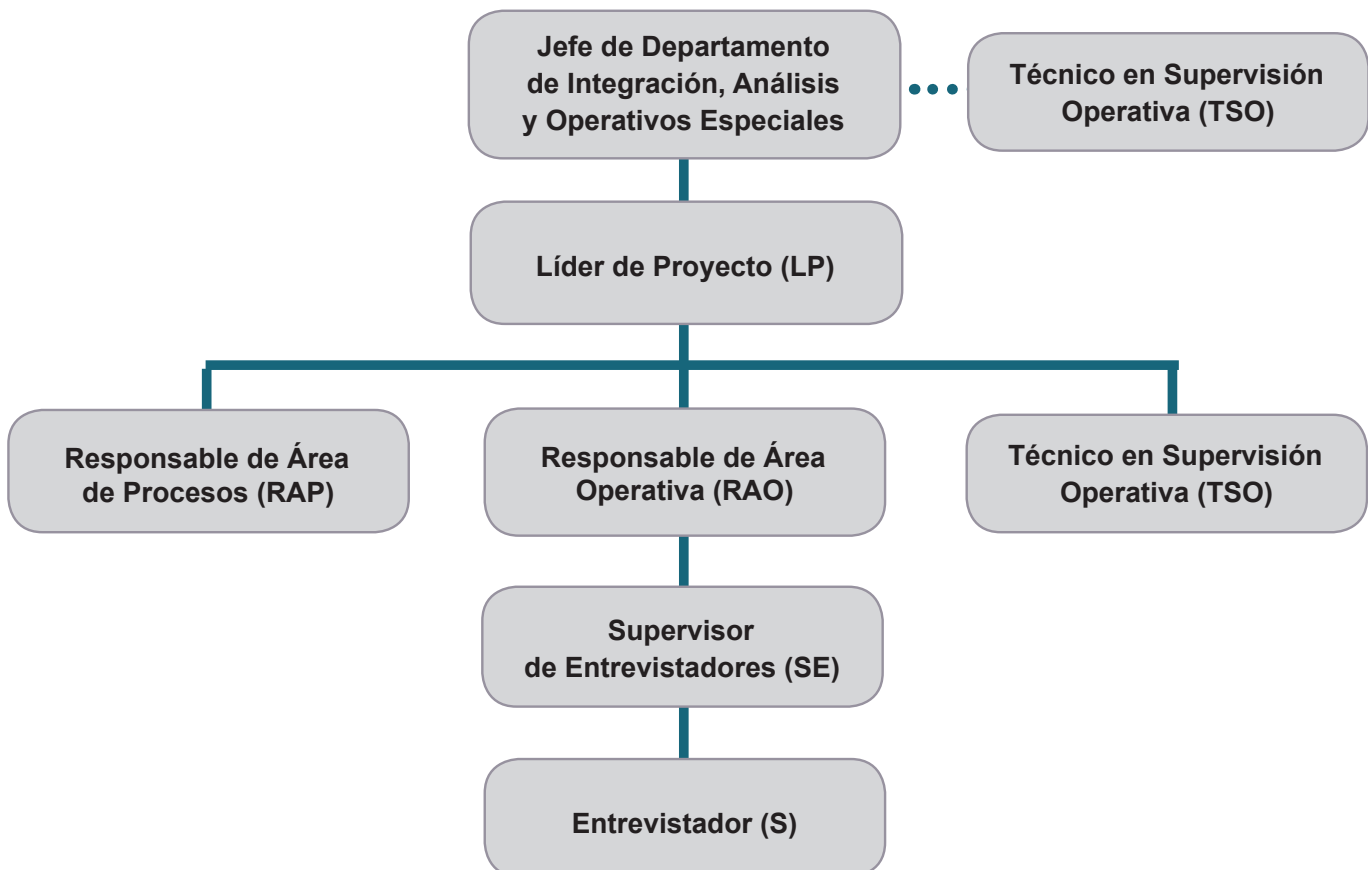 Jefe de Departamento
de Integración, Análisis
y Operativos Especiales
Técnico en Supervisión
Operativa (TSO)
Líder de Proyecto (LP)
Responsable de Área
de Procesos (RAP)
Responsable de Área
Operativa (RAO)
Técnico en Supervisión
Operativa (TSO)
Supervisor
de Entrevistadores (SE)
Entrevistador (S)